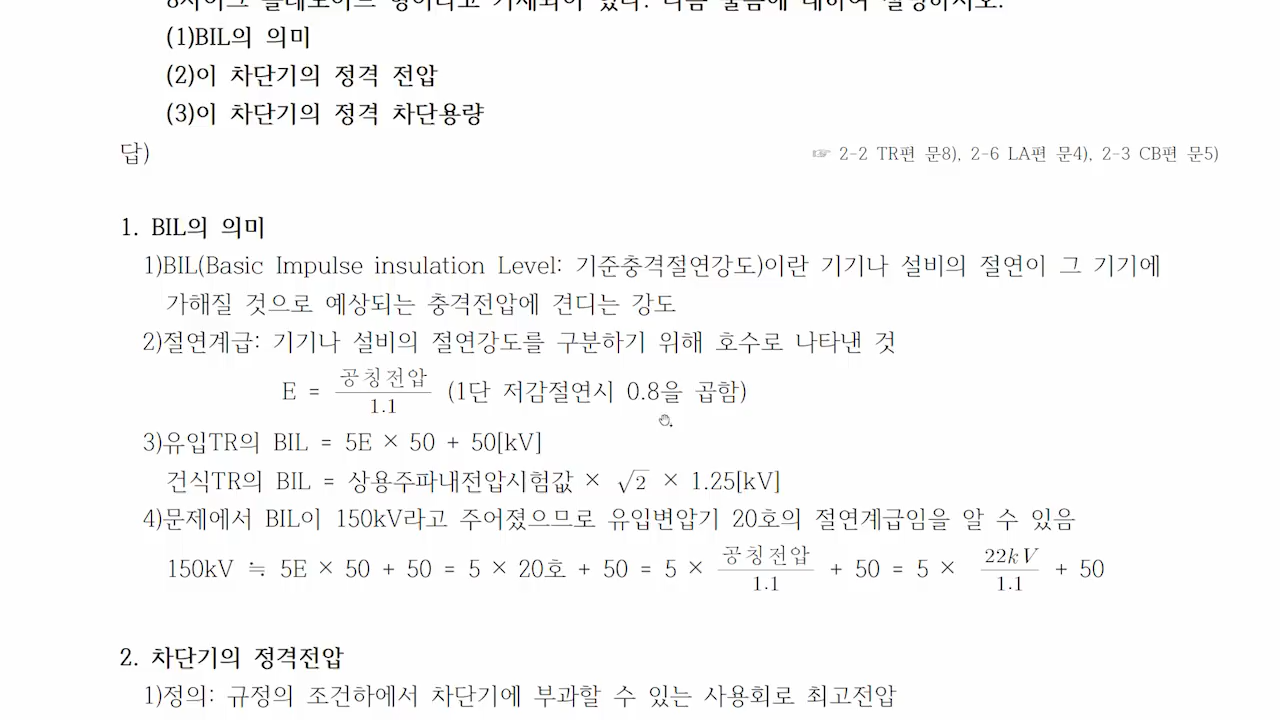 (1)BIL의 의미
(2)이 차단기의 정격 전압
(3)이 차단기의 정격 차단용량
답)
☞ 2-2 TR편 문8), 2-6 LA편 문4), 2-3 CB편 문5)
1. BIL의 의미
1)BIL(Basic Impulse insulation Level: 기준충격절연강도)이란 기기나 설비의 절연이 그 기기에
가해질 것으로 예상되는 충격전압에 견디는 강도
2)절연계급: 기기나 설비의 절연강도를 구분하기 위해 호수로 나타낸 것
E = 공칭전압 / 1.1 (1단 저감절연시 0.8을 곱함)
3)유입TR의 BIL = 5E × 50 + 50[kV]
건식TR의 BIL = 상용주파내전압시험값 × √2 × 1.25[kV]
4)문제에서 BIL이 150kV라고 주어졌으므로 유입변압기 20호의 절연계급임을 알 수 있음
150kV ≒ 5E × 50 + 50 = 5 × 20호 + 50 = 5 × 공칭전압 / 1.1 + 50 = 5 × 22kV / 1.1 + 50
2. 차단기의 정격전압
1)정의: 규정의 조건하에서 차단기에 부과할 수 있는 사용회로 최고전압